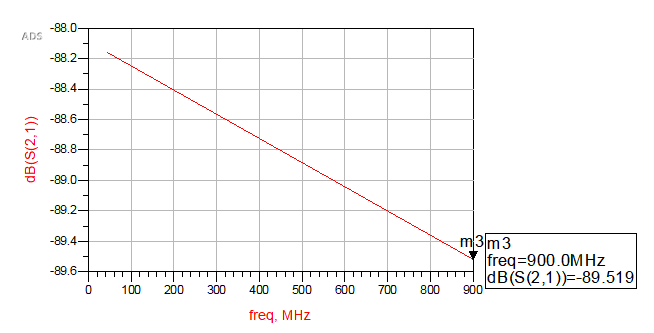 ADS
-88.0
-88.2
-88.4
-88.6
-88.8
-89.0
-89.2
-89.4
-89.6
dB(S(2,1))
0 100 200 300 400 500 600 700 800 900
freq, MHz
m3
m3
freq=900.0MHz
dB(S(2,1))=-89.519